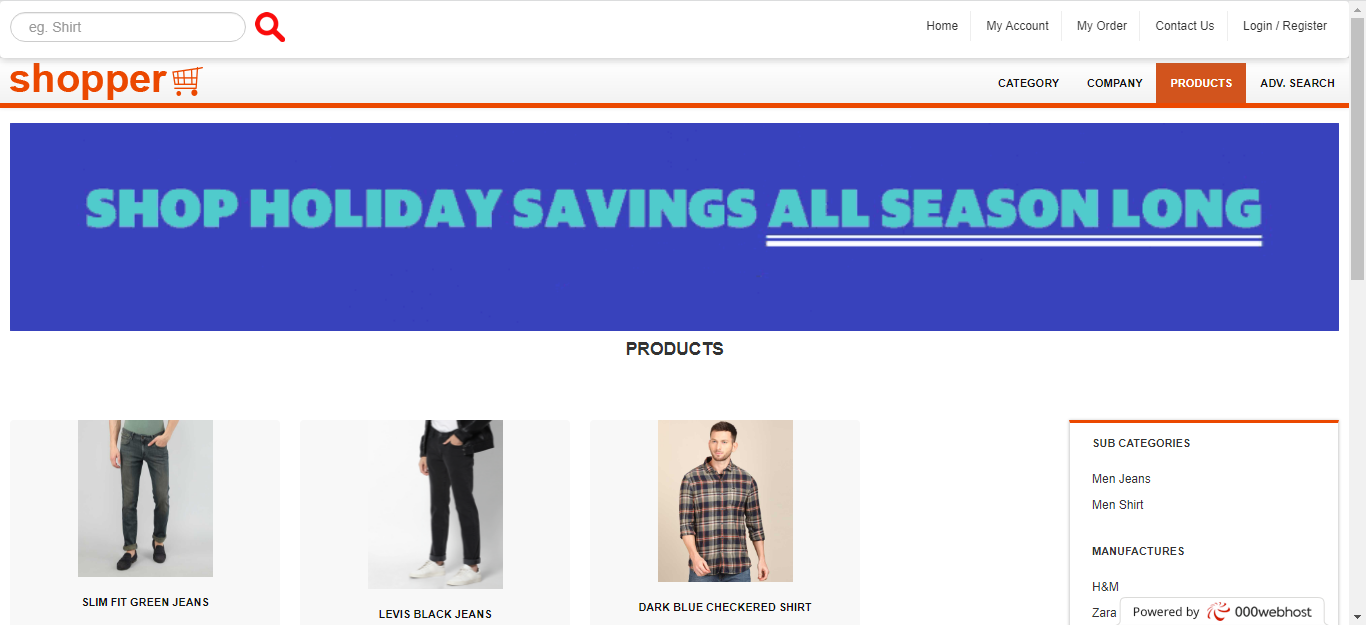 eg. Shirt
Home
My Account
My Order
Contact Us
Login / Register
shopper
CATEGORY
COMPANY
PRODUCTS
ADV. SEARCH
SHOP HOLIDAY SAVINGS ALL SEASON LONG
PRODUCTS
SLIM FIT GREEN JEANS
LEVIS BLACK JEANS
DARK BLUE CHECKERED SHIRT
SUB CATEGORIES
Men Jeans
Men Shirt
MANUFACTURES
H&M
Zara
Powered by 000webhost